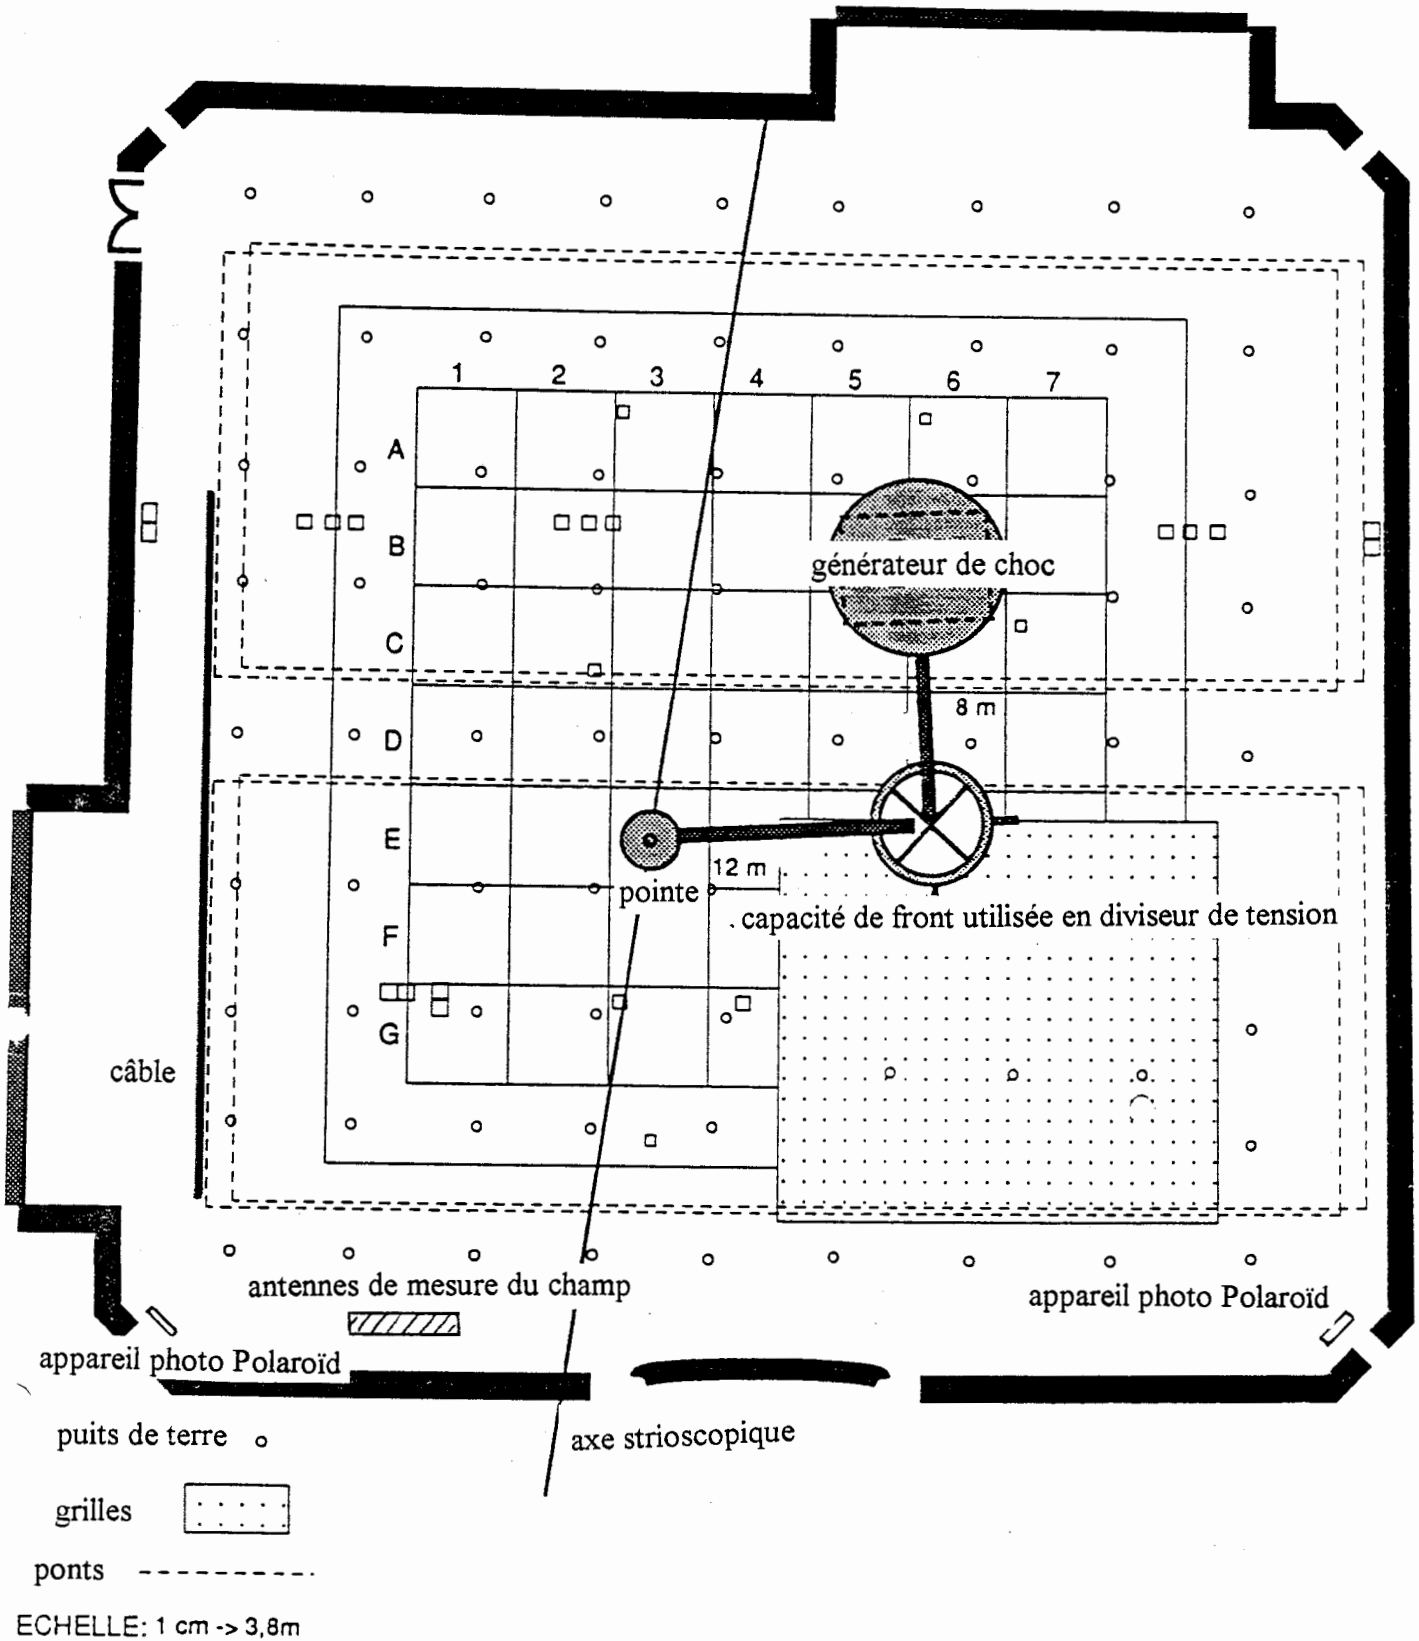 1 2 3 4 5 6 7
A
B
générateur de choc
C
8 m
D
E
12 m
pointe
. capacité de front utilisée en diviseur de tension
F
G
câble
antennes de mesure du champ
appareil photo Polaroïd
appareil photo Polaroïd
puits de terre
axe strioscopique
grilles
ponts
ECHELLE: 1 cm -> 3,8m